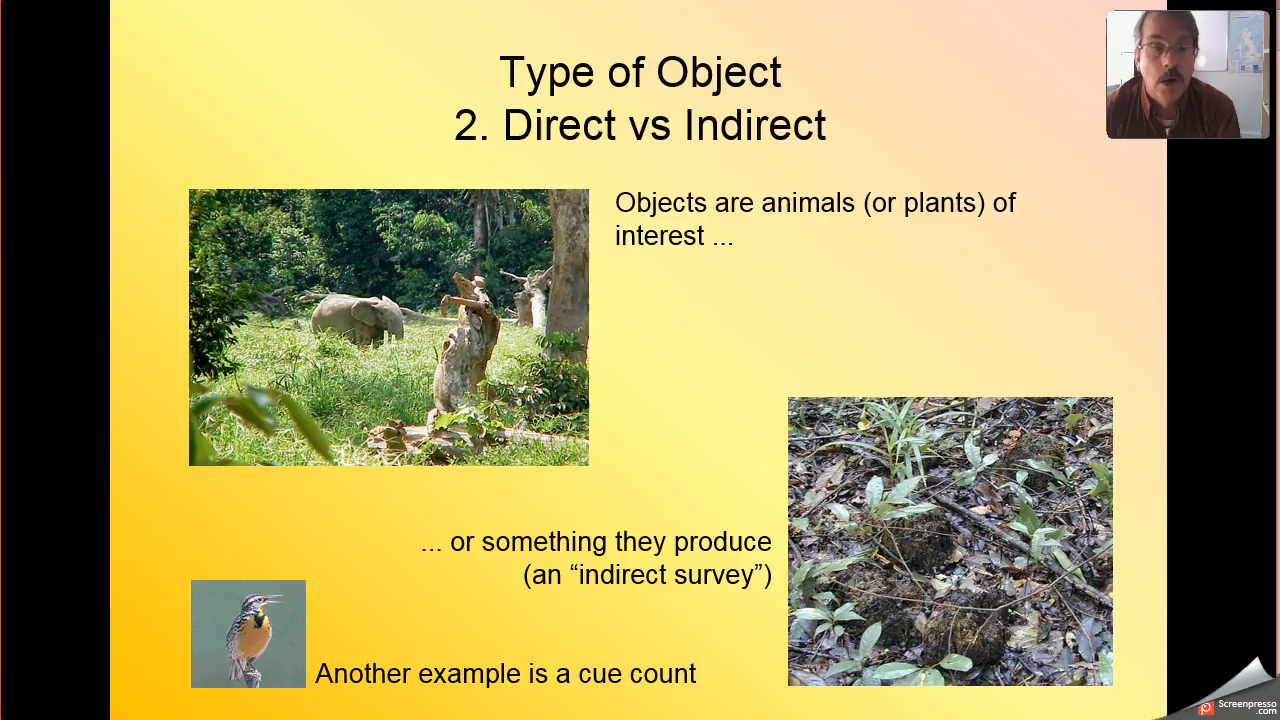 Type of Object
2. Direct vs Indirect
Objects are animals (or plants) of
interest ...
... or something they produce
(an “indirect survey”)
Another example is a cue count
Screenpresso
.com